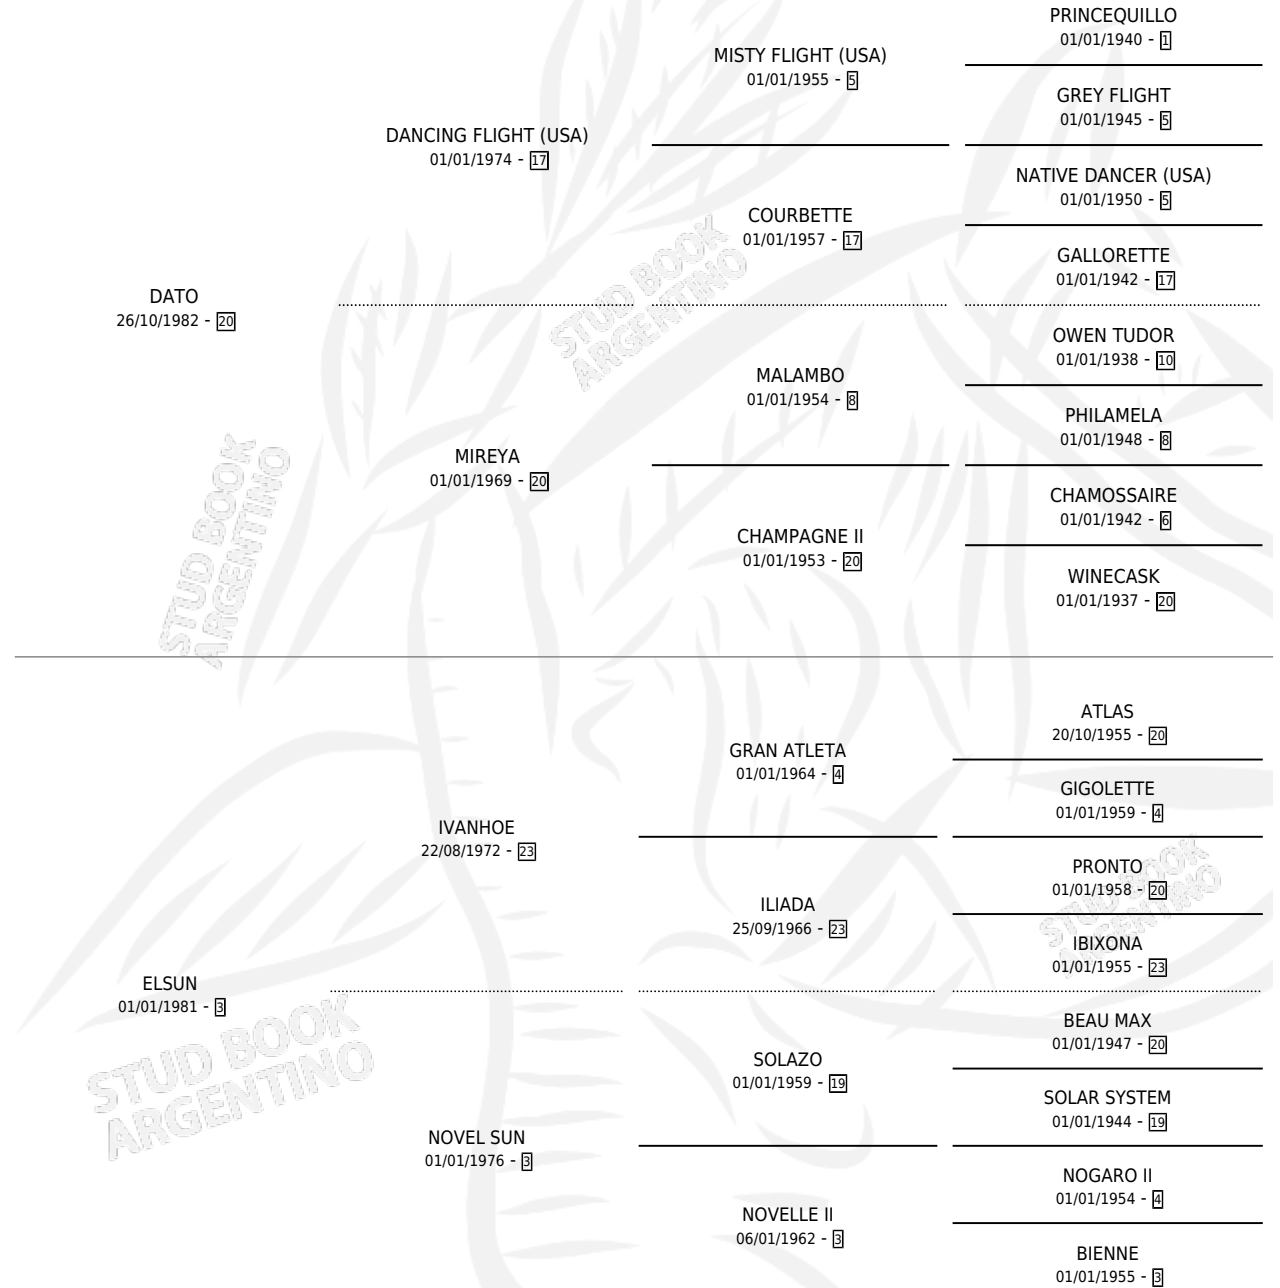 PRINCEQUILLO
01/01/1940 - 1
MISTY FLIGHT (USA)
01/01/1955 - 5
GREY FLIGHT
01/01/1945 - 5
DANCING FLIGHT (USA)
01/01/1974 - 17
NATIVE DANCER (USA)
01/01/1950 - 5
COURBETTE
01/01/1957 - 17
GALLORETTE
01/01/1942 - 17
DATO
26/10/1982 - 20
STUD BOOK
ARGENTINO
OWEN TUDOR
01/01/1938 - 10
MALAMBO
01/01/1954 - 8
PHILAMELA
01/01/1948 - 8
MIREYA
01/01/1969 - 20
CHAMOSSAIRE
01/01/1942 - 6
CHAMPAGNE II
01/01/1953 - 20
WINECASK
01/01/1937 - 20
STUD BOOK
ARGENTINO
ATLAS
20/10/1955 - 20
GRAN ATLETA
01/01/1964 - 4
GIGOLETTE
01/01/1959 - 4
IVANHOE
22/08/1972 - 23
PRONTO
01/01/1958 - 20
ILIADA
25/09/1966 - 23
STUD BOOK
ARGENTINO
IBIXONA
01/01/1955 - 23
ELSUN
01/01/1981 - 3
BEAU MAX
01/01/1947 - 20
SOLAZO
01/01/1959 - 19
SOLAR SYSTEM
01/01/1944 - 19
STUD BOOK
ARGENTINO
NOVEL SUN
01/01/1976 - 3
NOGARO II
01/01/1954 - 4
NOVELLE II
06/01/1962 - 3
BIENNE
01/01/1955 - 3